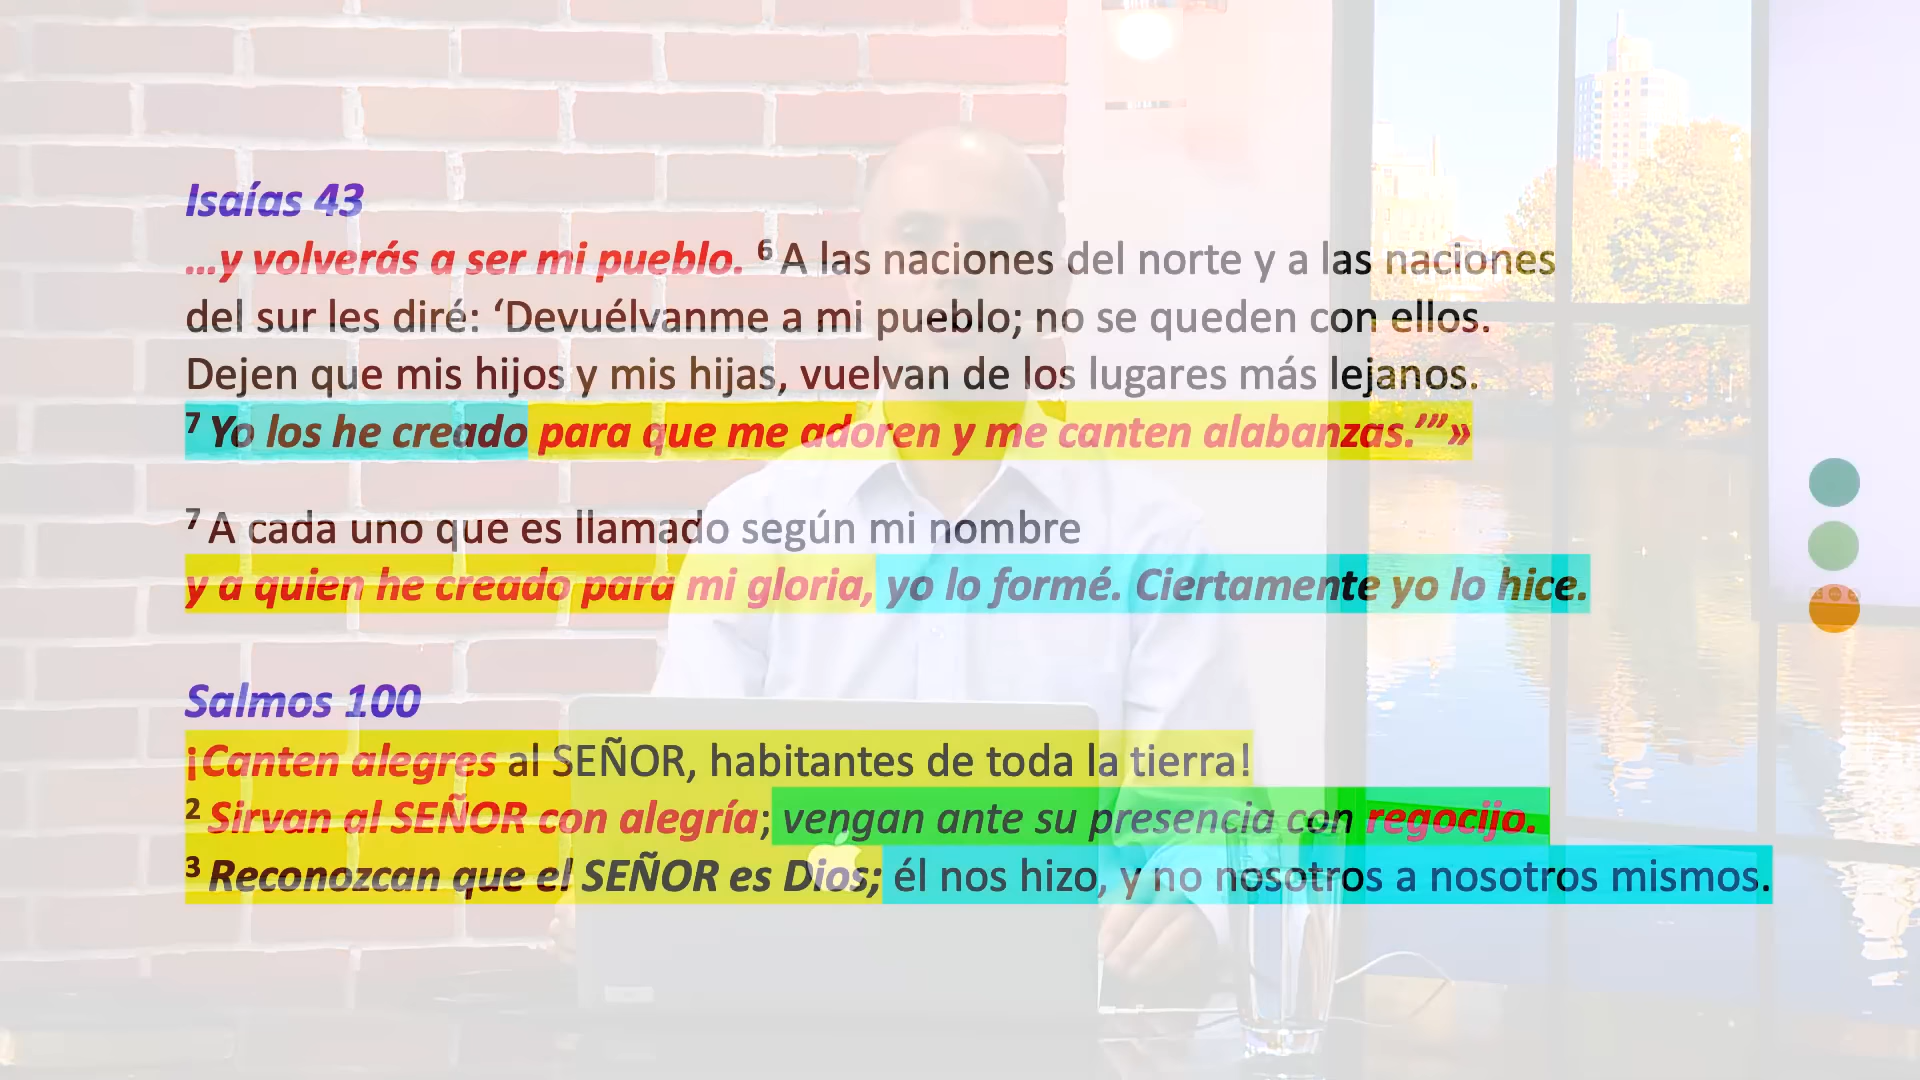 Isaías 43
…y volverás a ser mi pueblo. ⁶ A las naciones del norte y a las naciones
del sur les diré: ‘Devuélvanme a mi pueblo; no se queden con ellos.
Dejen que mis hijos y mis hijas, vuelvan de los lugares más lejanos.
⁷ Yo los he creado para que me adoren y me canten alabanzas.’”»
⁷ A cada uno que es llamado según mi nombre
y a quien he creado para mi gloria, yo lo formé. Ciertamente yo lo hice.
Salmos 100
¡Canten alegres al SEÑOR, habitantes de toda la tierra!
² Sirvan al SEÑOR con alegría; vengan ante su presencia con regocijo.
³ Reconozcan que el SEÑOR es Dios; él nos hizo, y no nosotros a nosotros mismos.